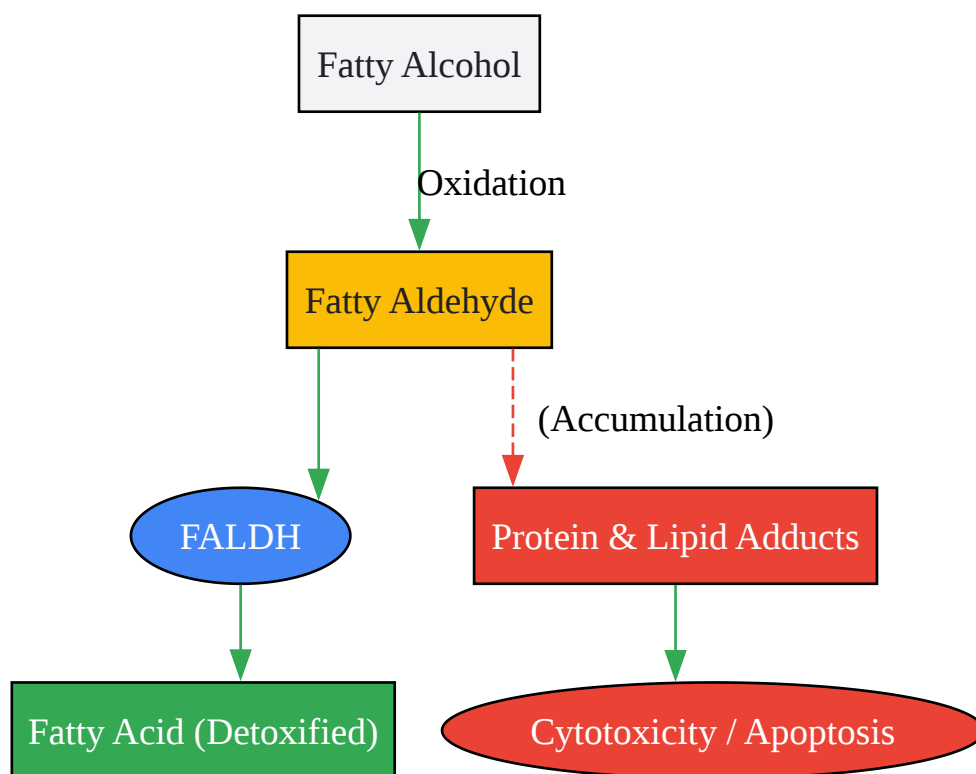 Fatty Alcohol
Oxidation
Fatty Aldehyde
(Accumulation)
FALDH
Protein & Lipid Adducts
Fatty Acid (Detoxified)
Cytotoxicity / Apoptosis